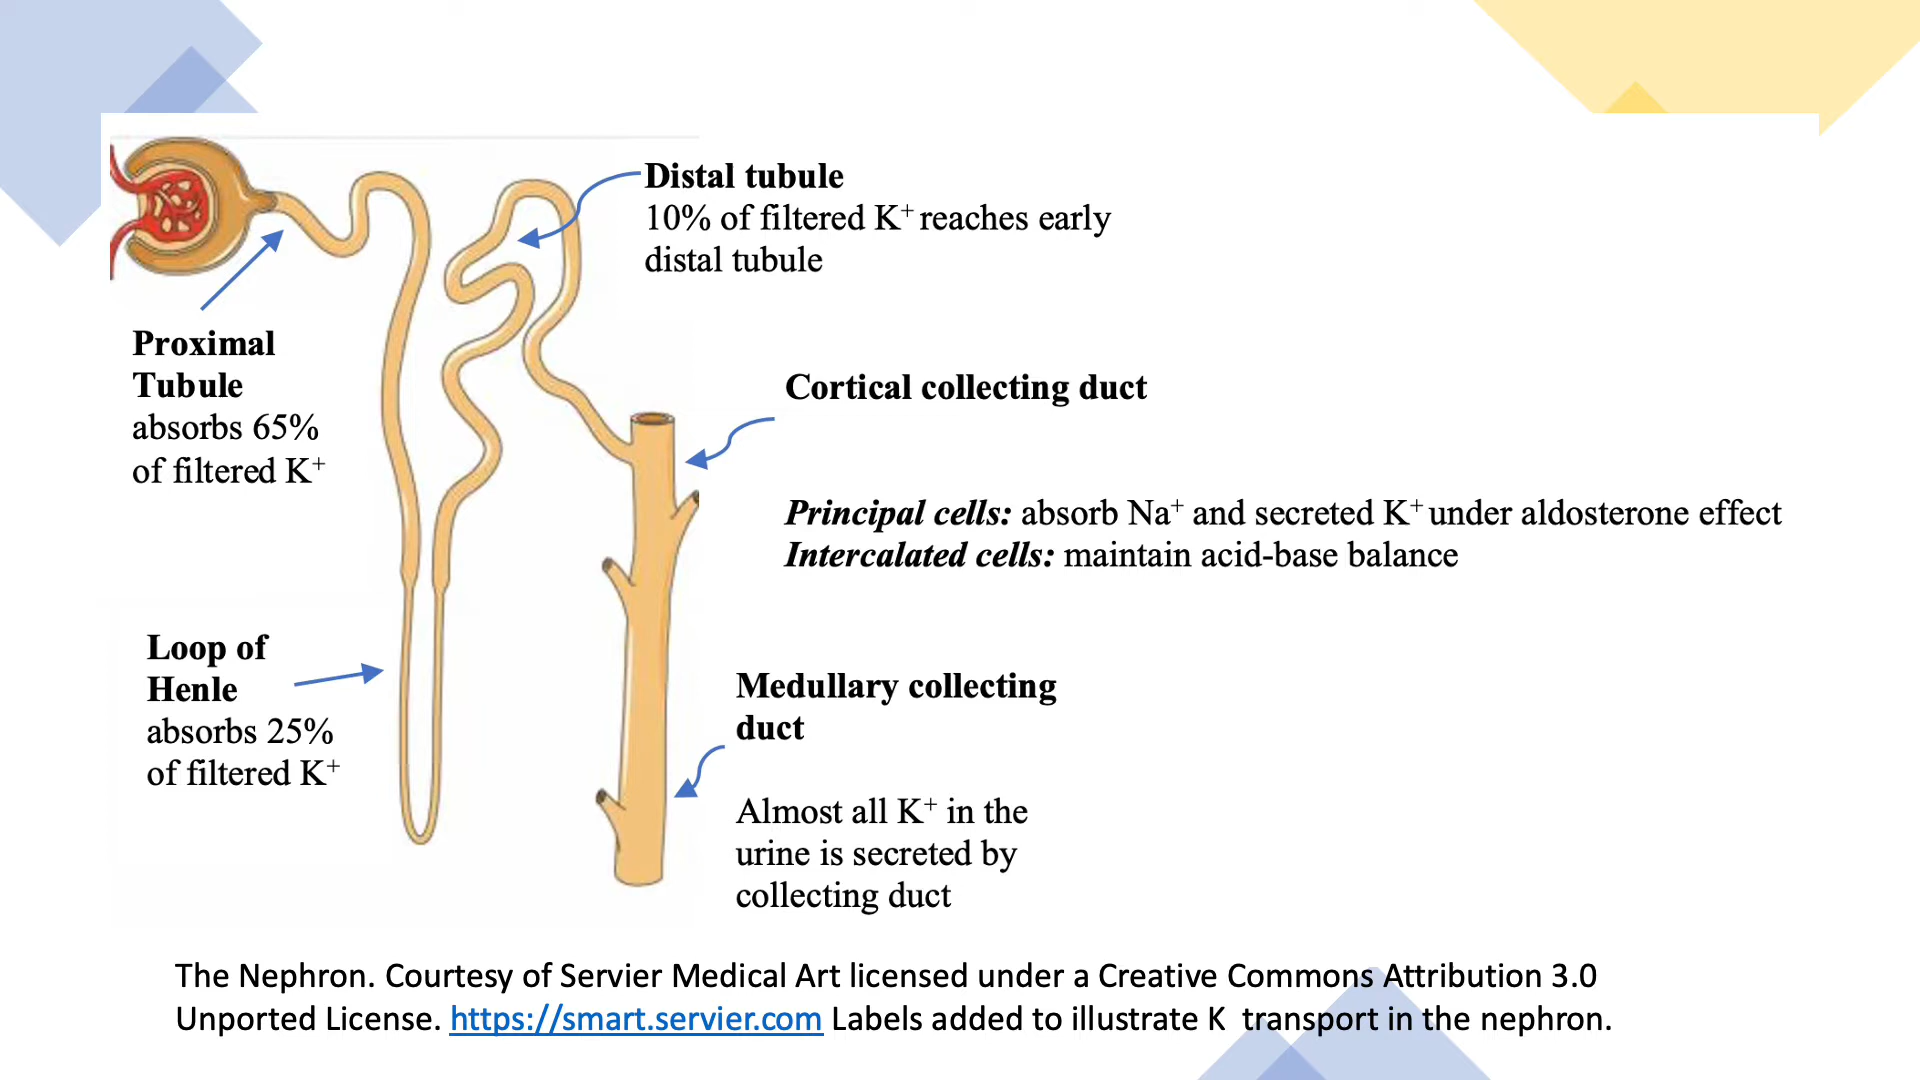 Distal tubule
10% of filtered K⁺ reaches early
distal tubule
Proximal
Tubule
absorbs 65%
of filtered K⁺
Cortical collecting duct
Principal cells: absorb Na⁺ and secreted K⁺ under aldosterone effect
Intercalated cells: maintain acid-base balance
Loop of
Henle
absorbs 25%
of filtered K⁺
Medullary collecting
duct
Almost all K⁺ in the
urine is secreted by
collecting duct
The Nephron. Courtesy of Servier Medical Art licensed under a Creative Commons Attribution 3.0
Unported License. https://smart.servier.com Labels added to illustrate K transport in the nephron.